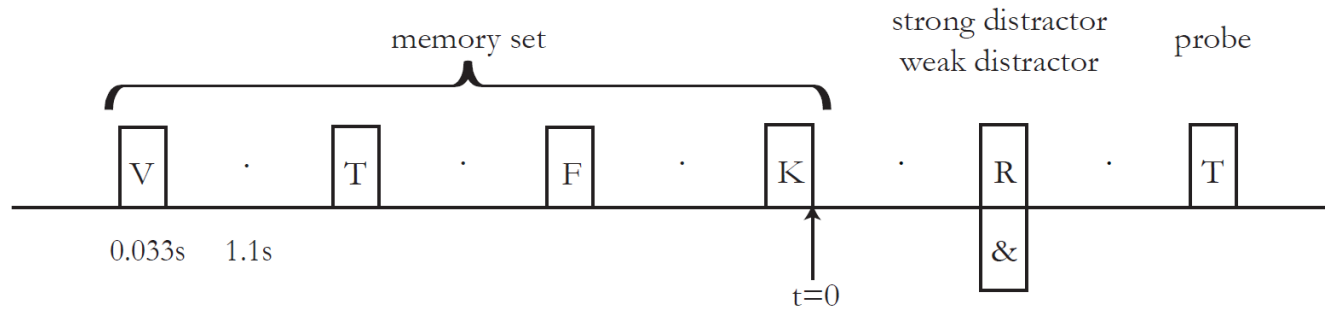 memory set
strong distractor
weak distractor
probe
V . T . F . K . R . T
0.033s 1.1s
&
t=0